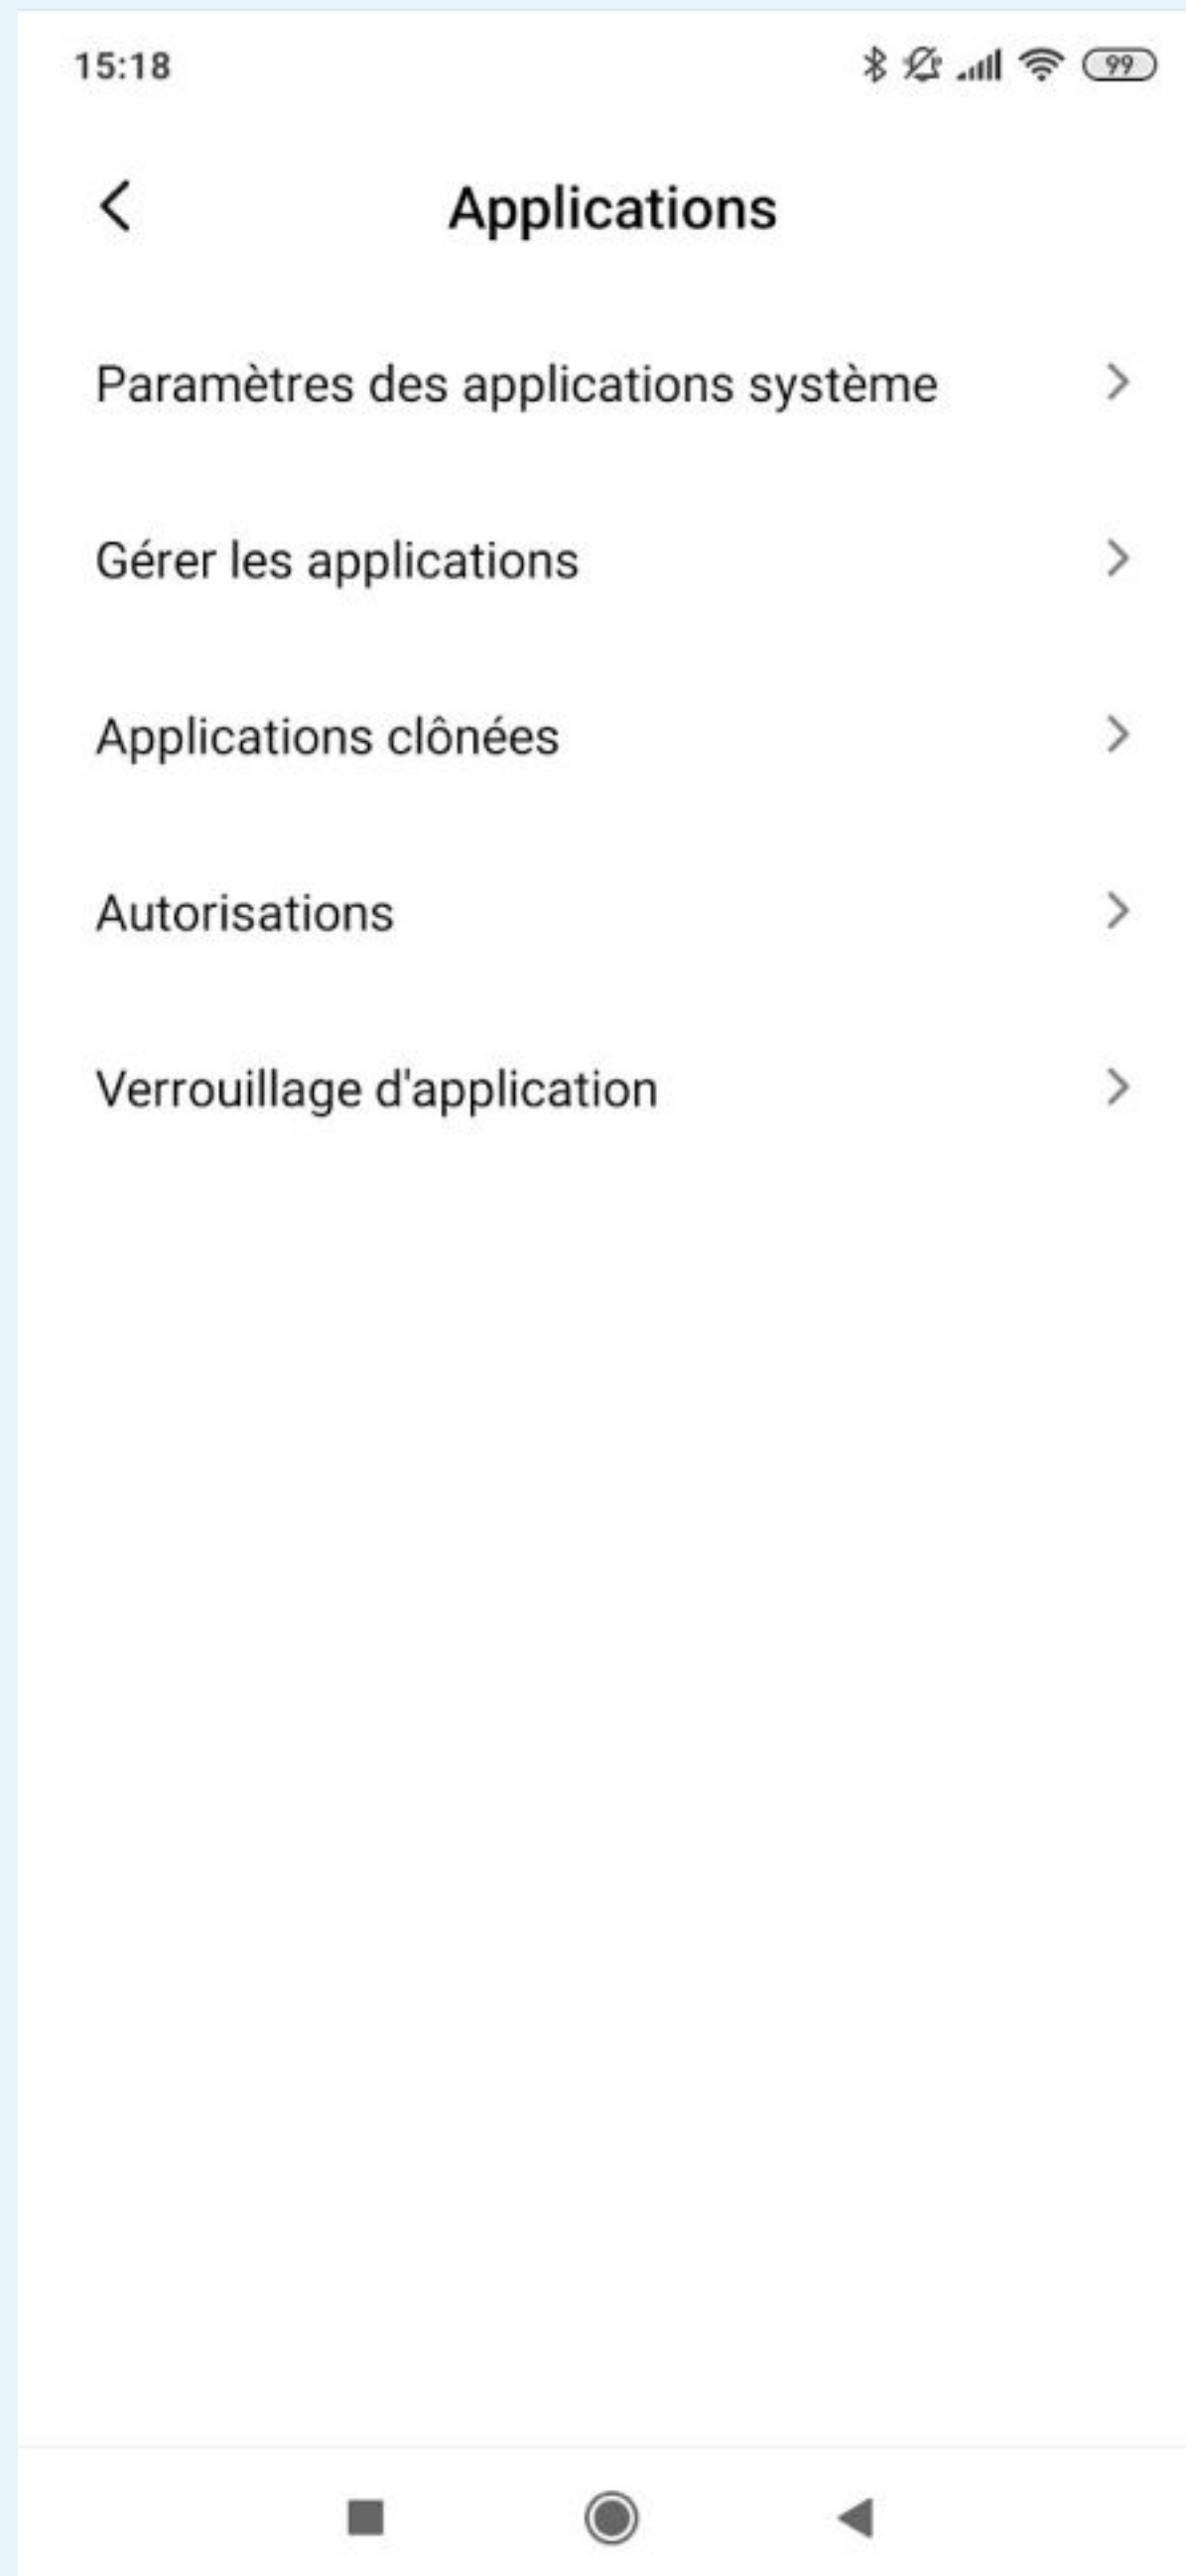 15:18
99
Applications
Paramètres des applications système
Gérer les applications
Applications clônées
Autorisations
Verrouillage d'application